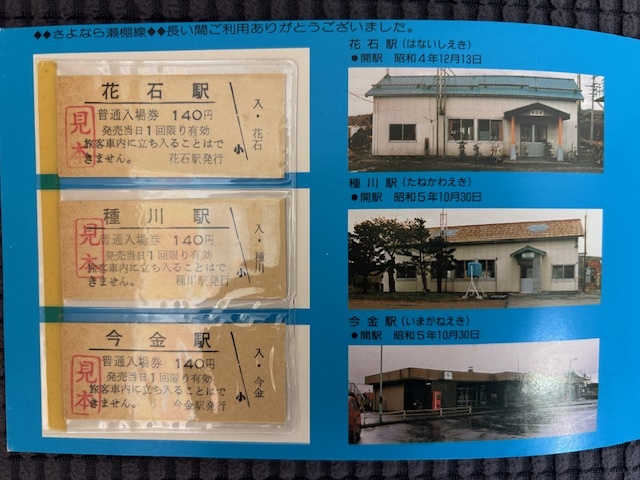 ◆◆さよなら瀬棚線◆◆長い間ご利用ありがとうございました。
花石駅
普通入場券 140円
発売当日1回限り有効
旅客車内に立ち入ることはで
きません。 花石駅発行
見本
入・花石
小
種川駅
普通入場券 140円
旅客車内に立ち入ることはで
きません。 種川駅発行
見本
入・種川
小
今金駅
普通入場券 140円
発売当日1回限り有効
旅客車内に立ち入ることはで
きません。 今金駅発行
見本
入・今金
小
花石駅(はないしえき)
●開駅 昭和4年12月13日
種川駅(たねかわえき)
●開駅 昭和5年10月30日
今金駅(いまかねえき)
●開駅 昭和5年10月30日